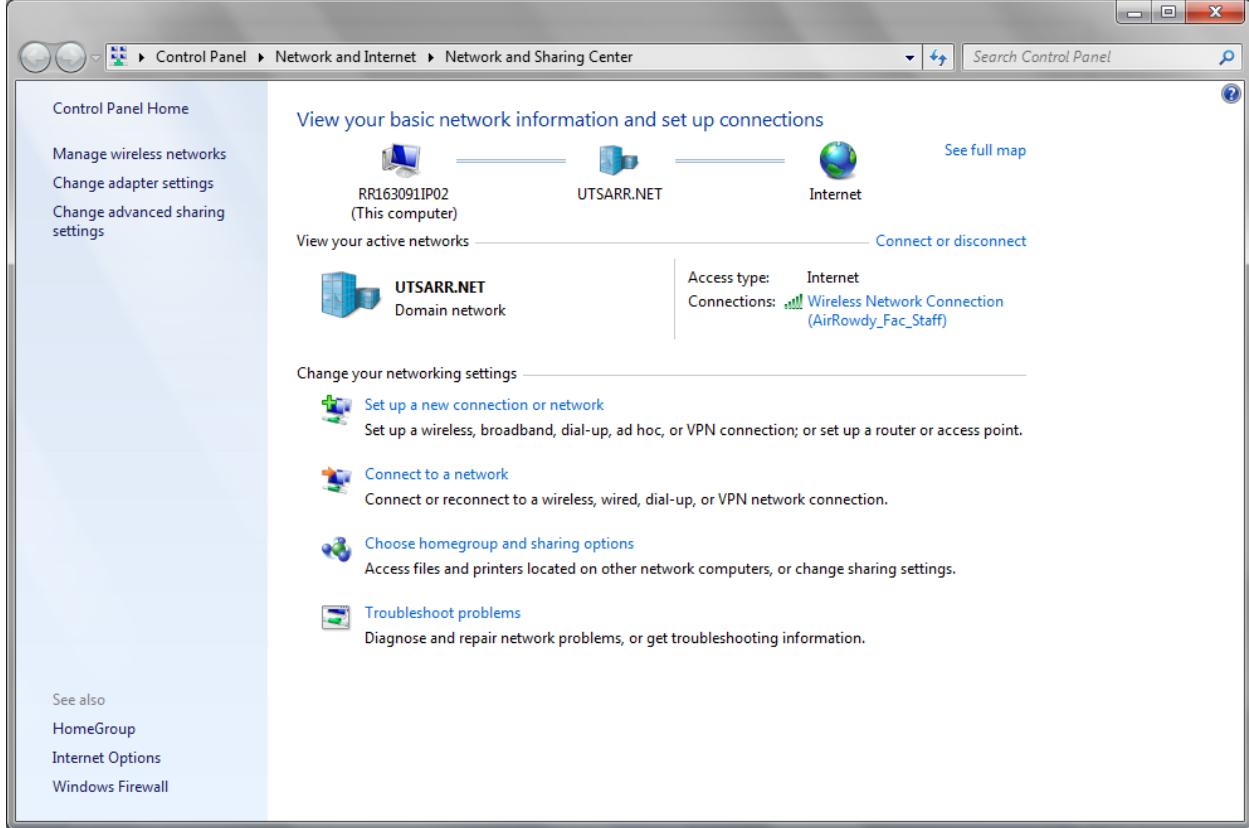 Control Panel Network and Internet Network and Sharing Center
Search Control Panel
Control Panel Home
Manage wireless networks
Change adapter settings
Change advanced sharing
settings
View your basic network information and set up connections
See full map
RR163091IP02
(This computer)
UTSARR.NET
Internet
View your active networks
Connect or disconnect
UTSARR.NET
Domain network
Access type: Internet
Connections: Wireless Network Connection
(AirRowdy_Fac_Staff)
Change your networking settings
Set up a new connection or network
Set up a wireless, broadband, dial-up, ad hoc, or VPN connection; or set up a router or access point.
Connect to a network
Connect or reconnect to a wireless, wired, dial-up, or VPN network connection.
Choose homegroup and sharing options
Access files and printers located on other network computers, or change sharing settings.
Troubleshoot problems
Diagnose and repair network problems, or get troubleshooting information.
See also
HomeGroup
Internet Options
Windows Firewall